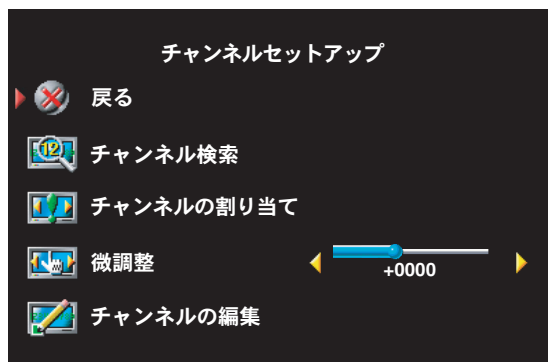 チャンネルセットアップ
戻る
12
チャンネル検索
チャンネルの割り当て
微調整
+0000
チャンネルの編集